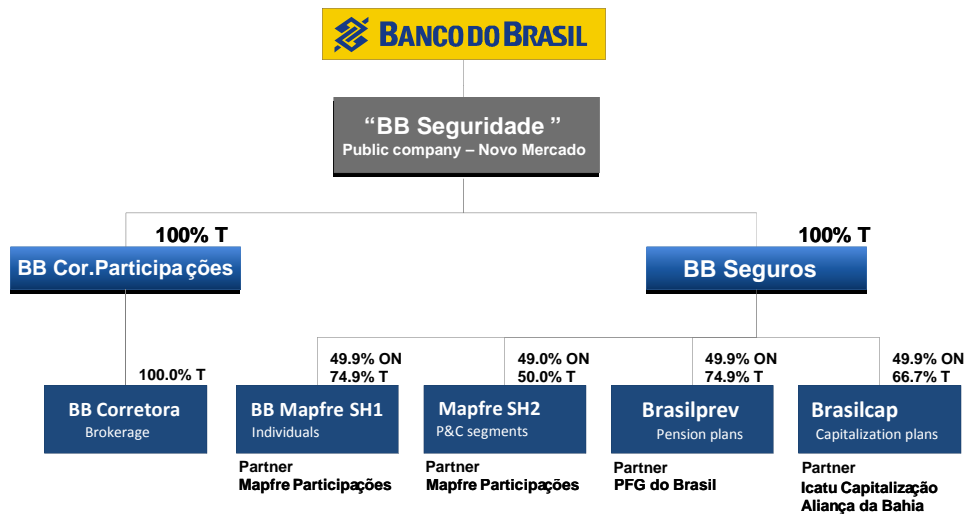 BANCO DO BRASIL
“BB Seguridade ”
Public company – Novo Mercado
100% T
BB Cor.Participações
100% T
BB Seguros
100.0% T
BB Corretora
Brokerage
49.9% ON
74.9% T
BB Mapfre SH1
Individuals
Partner
Mapfre Participações
49.0% ON
50.0% T
Mapfre SH2
P&C segments
Partner
Mapfre Participações
49.9% ON
74.9% T
Brasilprev
Pension plans
Partner
PFG do Brasil
49.9% ON
66.7% T
Brasilcap
Capitalization plans
Partner
Icatu Capitalização
Aliança da Bahia